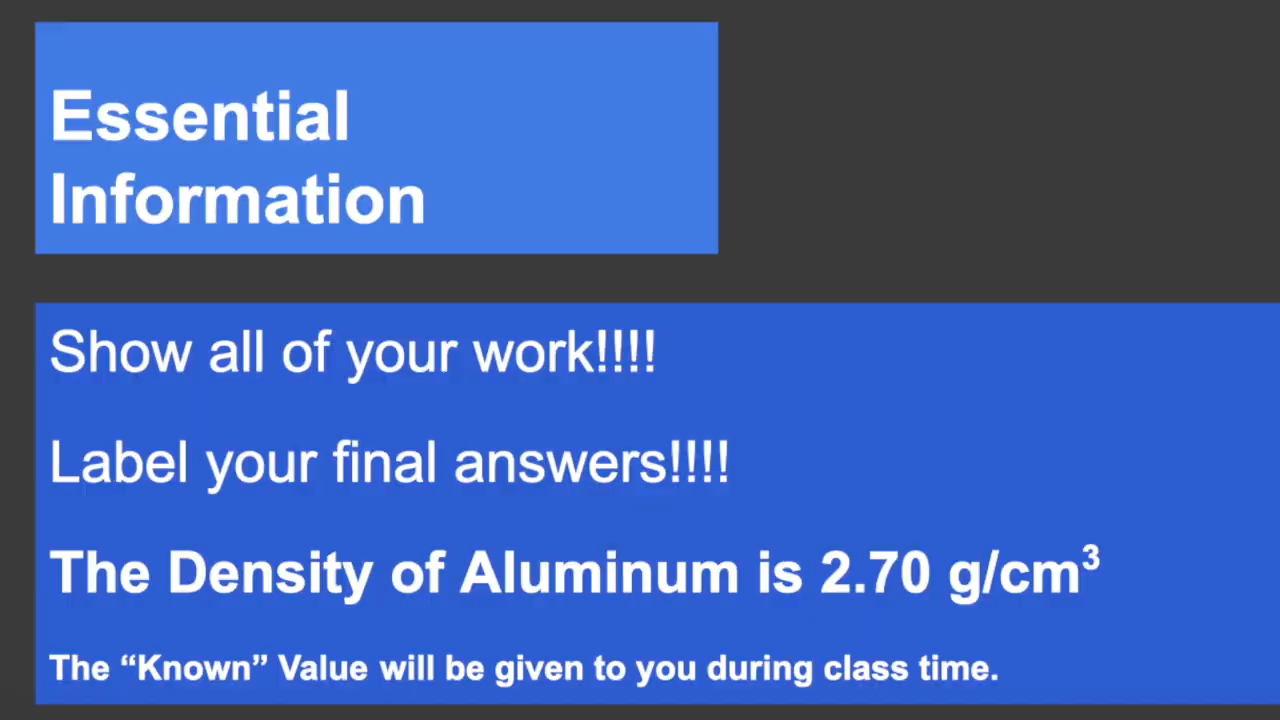 Essential
Information
Show all of your work!!!!
Label your final answers!!!!
The Density of Aluminum is 2.70 g/cm³
The “Known” Value will be given to you during class time.